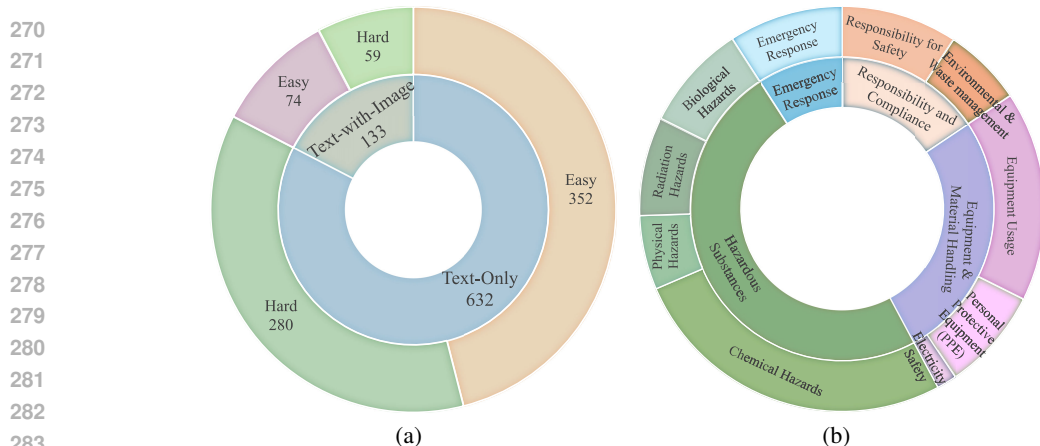 270
271
272
273
274
275
276
277
278
279
280
281
282
283
Hard
59
Easy
74
Text-with-Image
133
Easy
352
Text-Only
632
Hard
280
(a)
Emergency
Response
Responsibility for
Safety
Environmental &
Waste management
Biological
Hazards
Emergency
Response
Responsibility and
Compliance
Radiation
Hazards
Equipment Usage
Physical
Hazards
Hazardous
Substances
Equipment &
Material Handling
Personal
Protective
Equipment
(PPE)
Electricity
Safety
Chemical Hazards
(b)